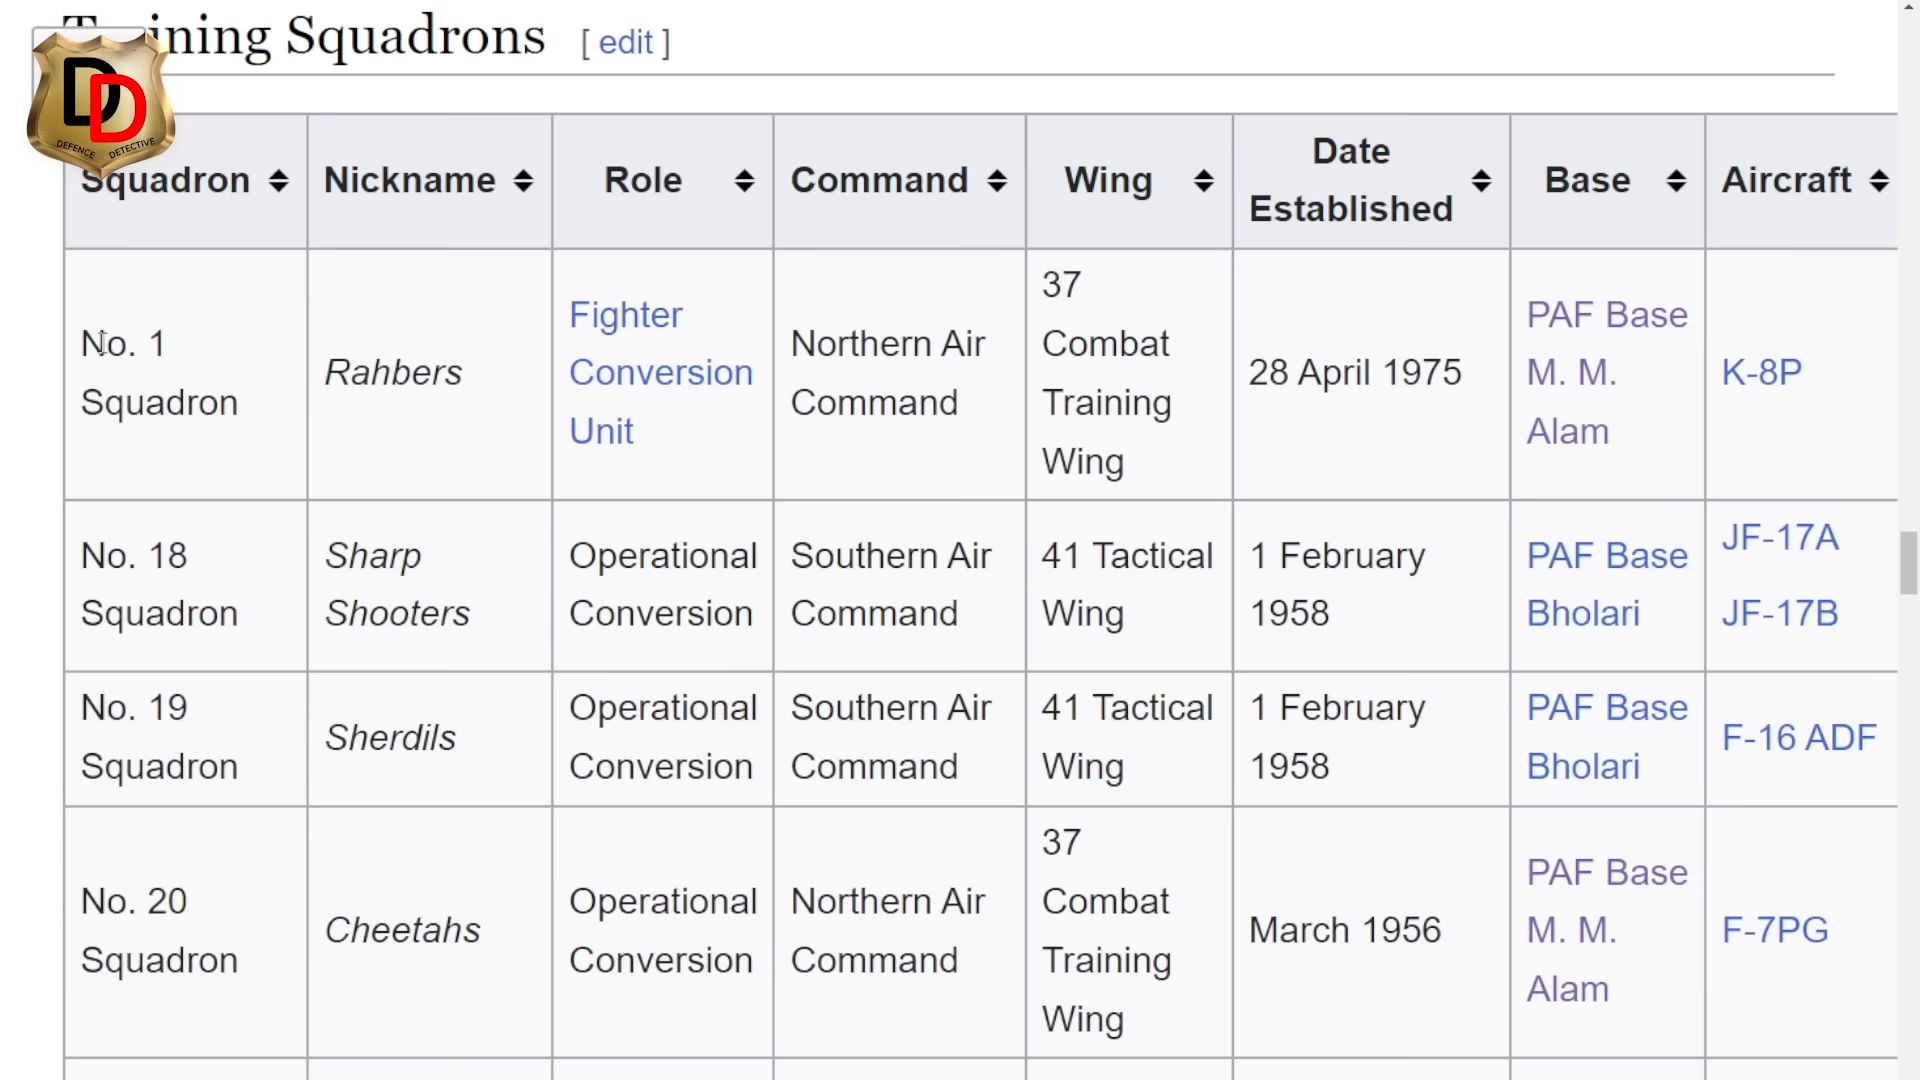 Training Squadrons [ edit ]
DD
DEFENCE DETECTIVE
Squadron Nickname Role Command Wing Date Established Base Aircraft
No. 1 Squadron Rahbers Fighter Conversion Unit Northern Air Command 37 Combat Training Wing 28 April 1975 PAF Base M. M. Alam K-8P
No. 18 Squadron Sharp Shooters Operational Conversion Southern Air Command 41 Tactical Wing 1 February 1958 PAF Base Bholari JF-17A JF-17B
No. 19 Squadron Sherdils Operational Conversion Southern Air Command 41 Tactical Wing 1 February 1958 PAF Base Bholari F-16 ADF
No. 20 Squadron Cheetahs Operational Conversion Northern Air Command 37 Combat Training Wing March 1956 PAF Base M. M. Alam F-7PG